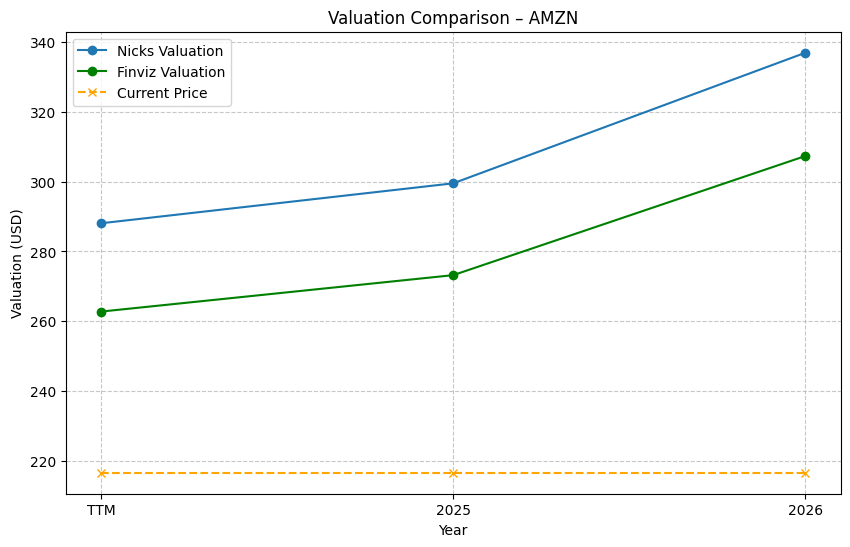 Valuation Comparison – AMZN
Nicks Valuation
Finviz Valuation
Current Price
Valuation (USD)
340
320
300
280
260
240
220
TTM
2025
2026
Year